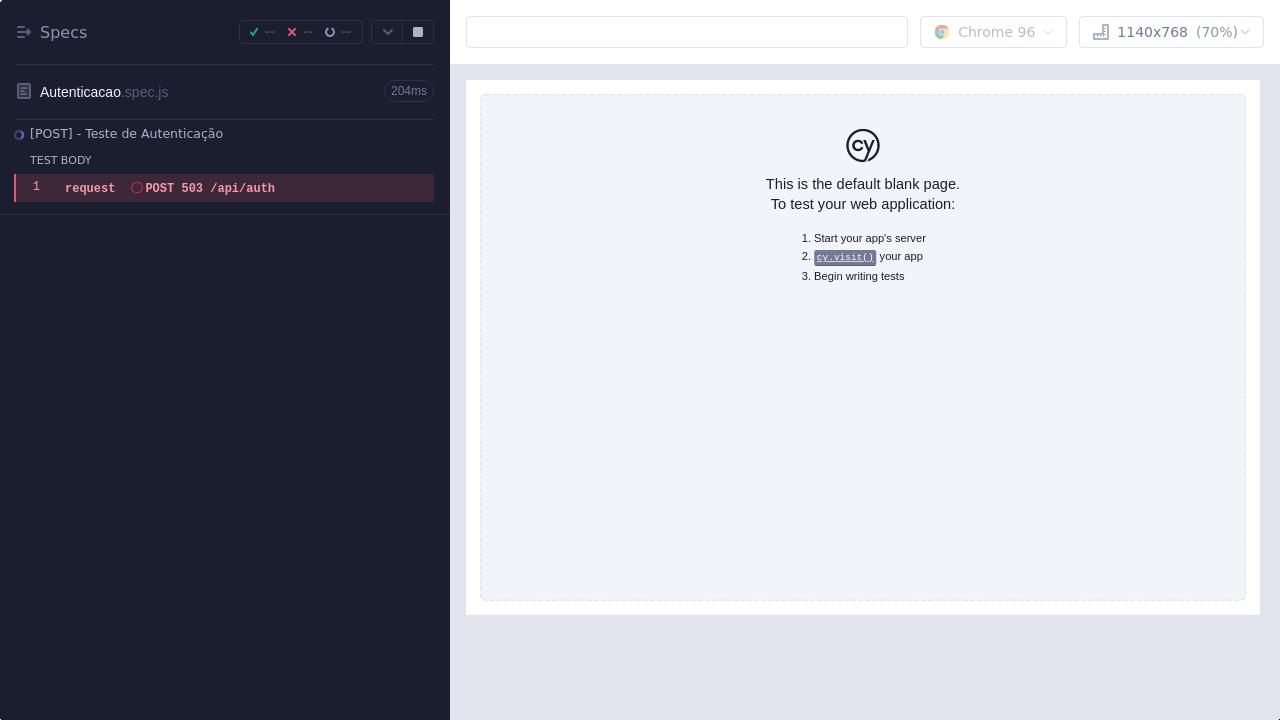 Specs
--
--
--
Autenticacao.spec.js
204ms
[POST] - Teste de Autenticação
TEST BODY
1 request POST 503 /api/auth
Chrome 96
1140x768 (70%)
cy
This is the default blank page.
To test your web application:
1. Start your app's server
2. cy.visit() your app
3. Begin writing tests